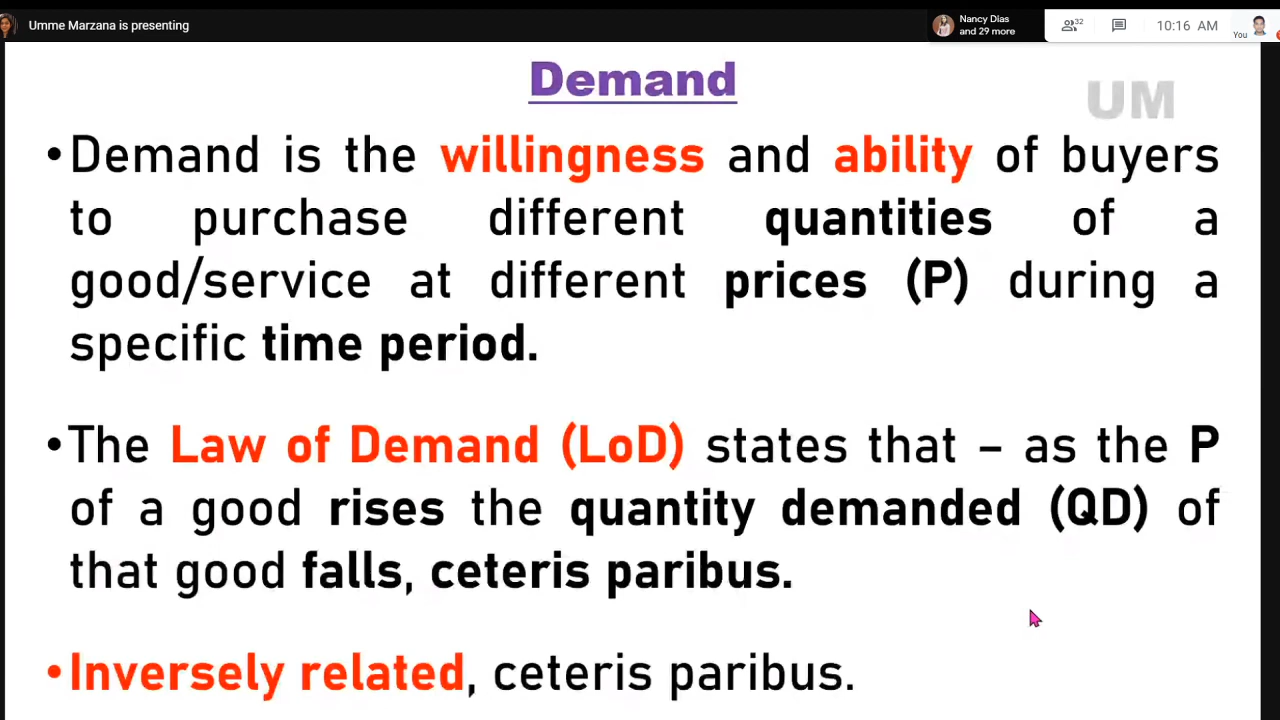 Umme Marzana is presenting
Nancy Dias
and 29 more
32
10:16 AM
You
Demand
UM
•Demand is the willingness and ability of buyers
to purchase different quantities of a
good/service at different prices (P) during a
specific time period.
•The Law of Demand (LoD) states that – as the P
of a good rises the quantity demanded (QD) of
that good falls, ceteris paribus.
•Inversely related, ceteris paribus.